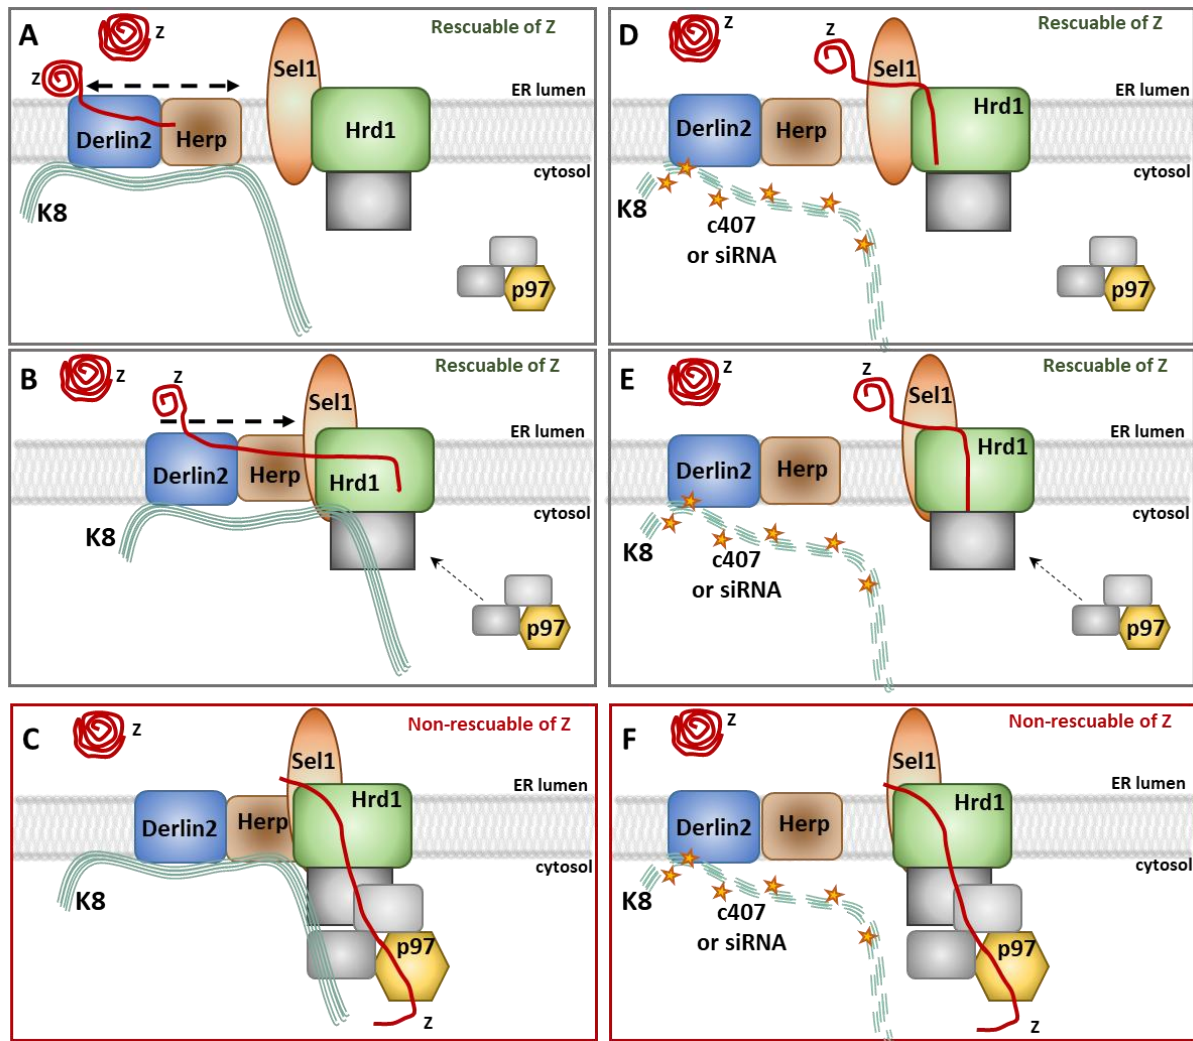 A
Z
Rescuable of Z
Z
Sel1
ER lumen
Derlin2
Herp
Hrd1
cytosol
K8
p97
D
Z
Rescuable of Z
Z
Sel1
ER lumen
Derlin2
Herp
Hrd1
cytosol
K8
c407
or siRNA
p97
B
Z
Rescuable of Z
Z
Sel1
ER lumen
Derlin2
Herp
Hrd1
cytosol
K8
p97
E
Z
Rescuable of Z
Z
Sel1
ER lumen
Derlin2
Herp
Hrd1
cytosol
K8
c407
or siRNA
p97
C
Z
Non-rescuable of Z
Sel1
ER lumen
Hrd1
Derlin2
Herp
cytosol
K8
p97
Z
F
Z
Non-rescuable of Z
Sel1
ER lumen
Hrd1
Derlin2
Herp
cytosol
K8
c407
or siRNA
p97
Z